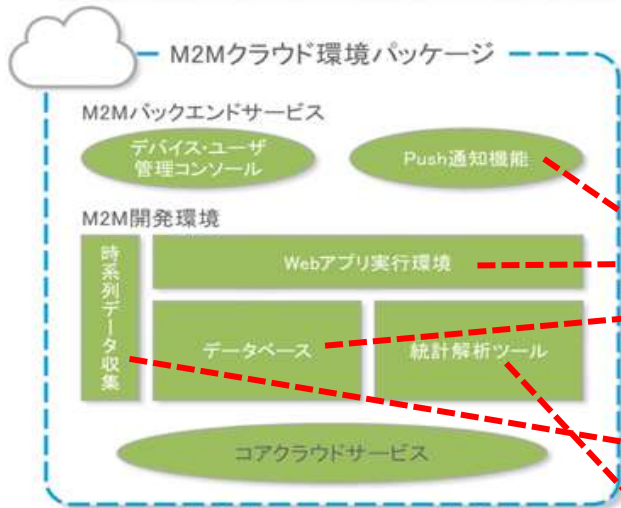 M2Mクラウド環境パッケージ
M2Mバックエンドサービス
デバイス・ユーザ
管理コンソール
Push通知機能
M2M開発環境
時系列データ収集
Webアプリ実行環境
データベース
統計解析ツール
コアクラウドサービス